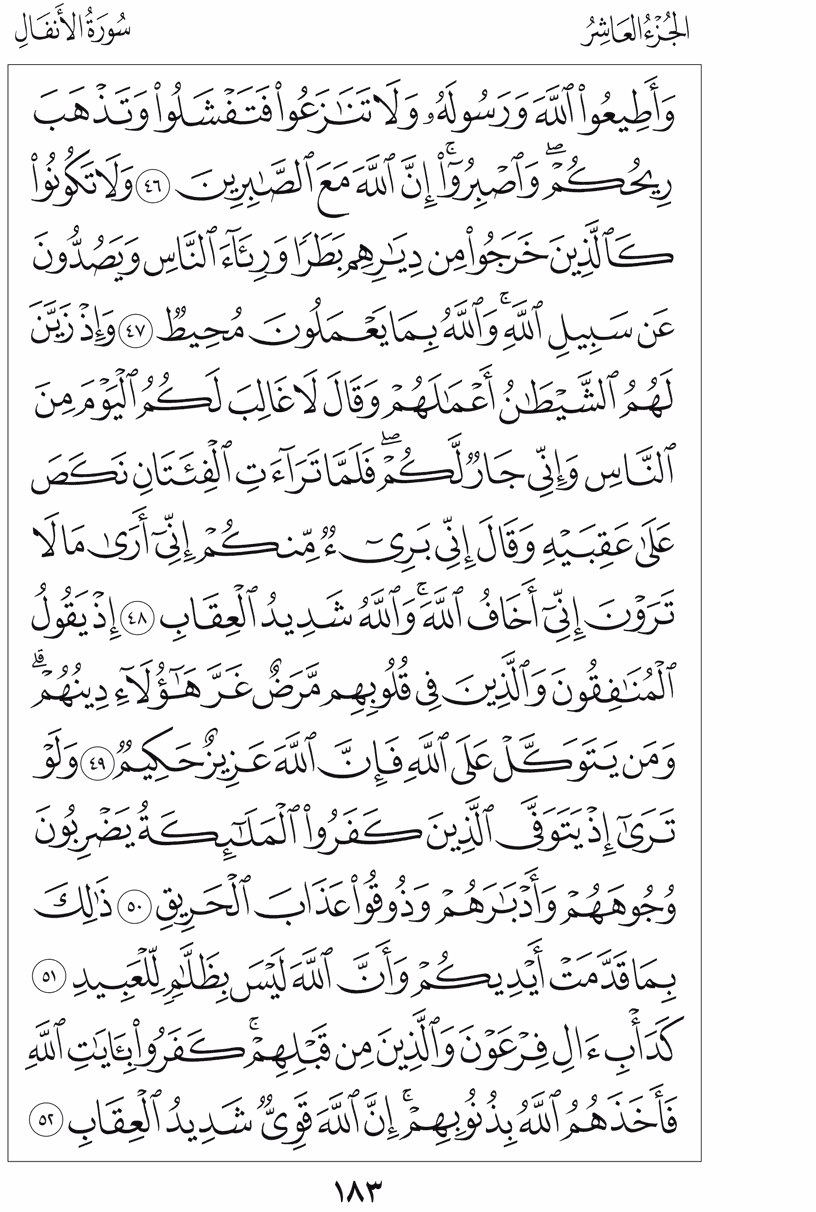 الجُزْءُ العَاشِرُ
سُورَةُ الأَنفَالِ
وَأَطِيعُوا۟ ٱللَّهَ وَرَسُولَهُۥ وَلَا تَنَـٰزَعُوا۟ فَتَفْشَلُوا۟ وَتَذْهَبَ
رِيحُكُمْ ۖ وَٱصْبِرُوٓا۟ ۚ إِنَّ ٱللَّهَ مَعَ ٱلصَّـٰبِرِينَ ٤٦ وَلَا تَكُونُوا۟
كَٱلَّذِينَ خَرَجُوا۟ مِن دِيَـٰرِهِم بَطَرًا وَرِئَآءَ ٱلنَّاسِ وَيَصُدُّونَ
عَن سَبِيلِ ٱللَّهِ ۚ وَٱللَّهُ بِمَا يَعْمَلُونَ مُحِيطٌ ٤٧ وَإِذْ زَيَّنَ
لَهُمُ ٱلشَّيْطَـٰنُ أَعْمَـٰلَهُمْ وَقَالَ لَا غَالِبَ لَكُمُ ٱلْيَوْمَ مِنَ
ٱلنَّاسِ وَإِنِّى جَارٌ لَّكُمْ ۖ فَلَمَّا تَرَآءَتِ ٱلْفِئَتَانِ نَكَصَ
عَلَىٰ عَقِبَيْهِ وَقَالَ إِنِّى بَرِىٓءٌ مِّنكُمْ إِنِّىٓ أَرَىٰ مَا لَا
تَرَوْنَ إِنِّىٓ أَخَافُ ٱللَّهَ ۚ وَٱللَّهُ شَدِيدُ ٱلْعِقَابِ ٤٨ إِذْ يَقُولُ
ٱلْمُنَـٰفِقُونَ وَٱلَّذِينَ فِى قُلُوبِهِم مَّرَضٌ غَرَّ هَـٰٓؤُلَآءِ دِينُهُمْ ۗ
وَمَن يَتَوَكَّلْ عَلَى ٱللَّهِ فَإِنَّ ٱللَّهَ عَزِيزٌ حَكِيمٌ ٤٩ وَلَوْ
تَرَىٰٓ إِذْ يَتَوَفَّى ٱلَّذِينَ كَفَرُوا۟ ٱلْمَلَـٰٓئِكَةُ يَضْرِبُونَ
وُجُوهَهُمْ وَأَدْبَـٰرَهُمْ وَذُوقُوا۟ عَذَابَ ٱلْحَرِيقِ ٥٠ ذَٰلِكَ
بِمَا قَدَّمَتْ أَيْدِيكُمْ وَأَنَّ ٱللَّهَ لَيْسَ بِظَلَّـٰمٍ لِّلْعَبِيدِ ٥١
كَدَأْبِ ءَالِ فِرْعَوْنَ وَٱلَّذِينَ مِن قَبْلِهِمْ ۚ كَفَرُوا۟ بِـَٔايَـٰتِ ٱللَّهِ
فَأَخَذَهُمُ ٱللَّهُ بِذُنُوبِهِمْ ۚ إِنَّ ٱللَّهَ قَوِىٌّ شَدِيدُ ٱلْعِقَابِ ٥٢
١٨٣